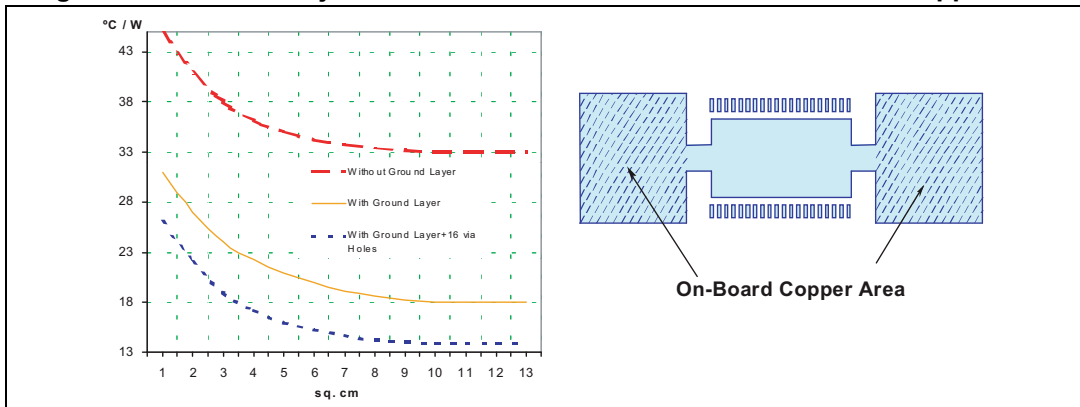 ºC / W
43
38
33
28
23
18
13
1 2 3 4 5 6 7 8 9 10 11 12 13
sq. cm
Without Ground Layer
With Ground Layer
With Ground Layer+16 via
Holes
On-Board Copper Area